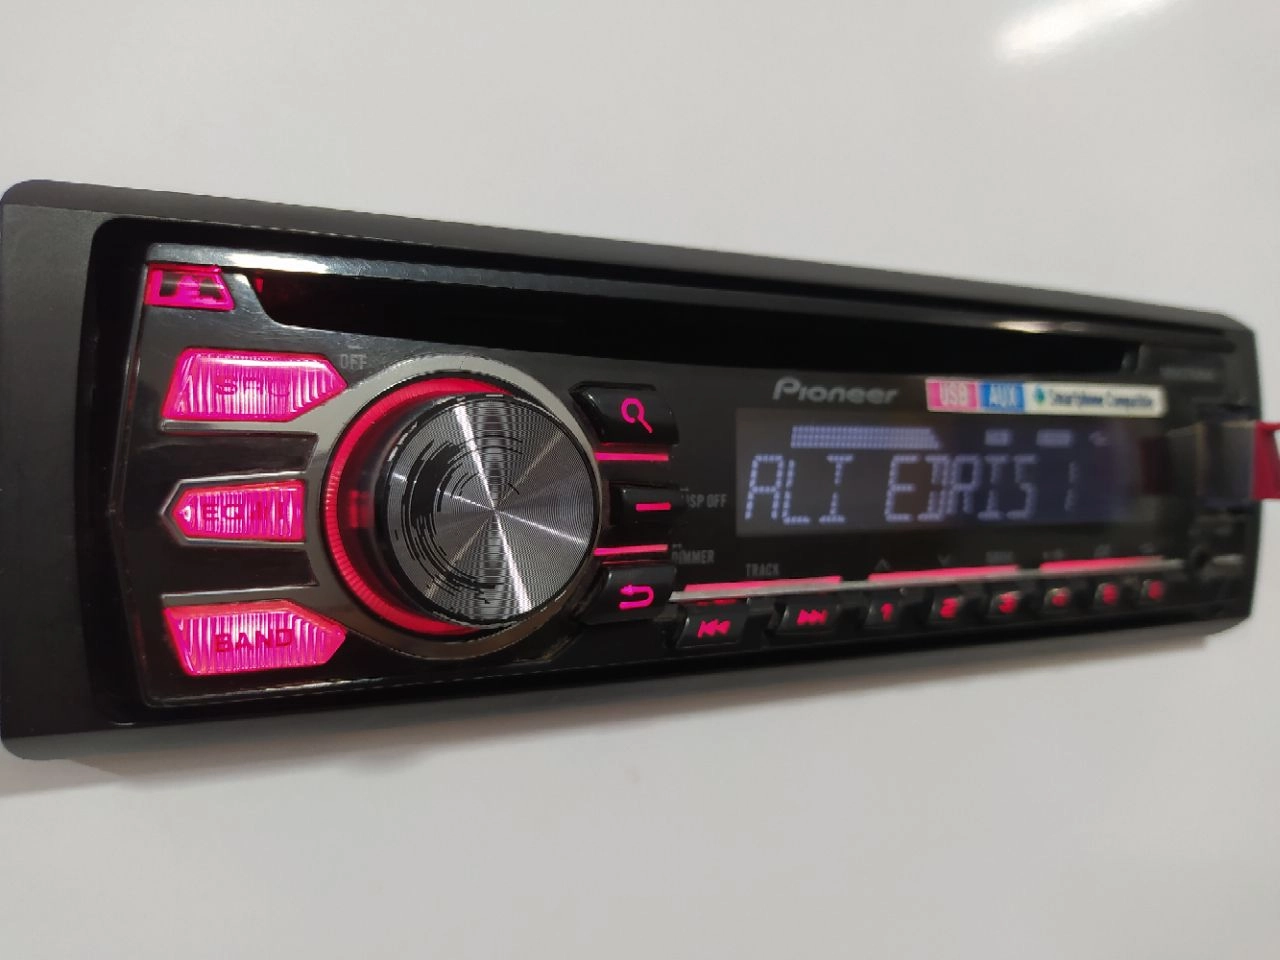 OFF
SRC
Pioneer
USB AUX Smartphone Compatible
ALI EDRIS
DISP OFF
EQ
DIMMER
TRACK
BAND
1 2 3 4 5 6